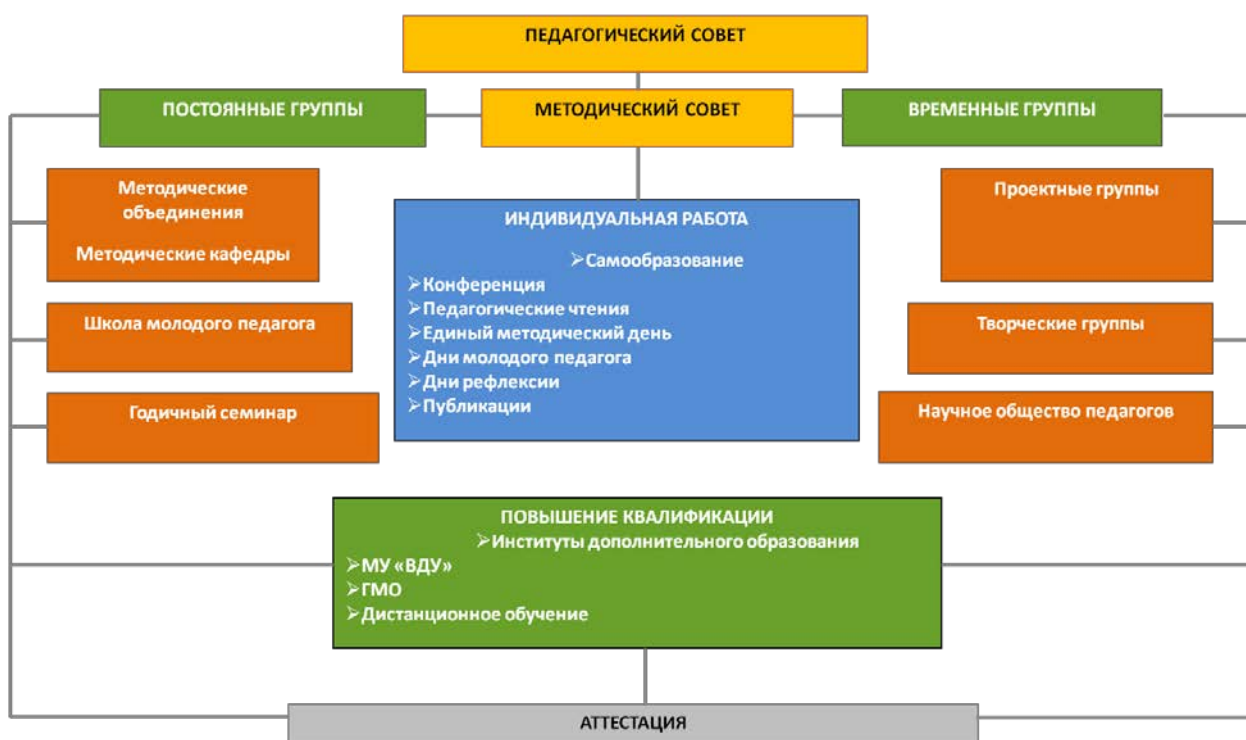 ПЕДАГОГИЧЕСКИЙ СОВЕТ
ПОСТОЯННЫЕ ГРУППЫ
МЕТОДИЧЕСКИЙ СОВЕТ
ВРЕМЕННЫЕ ГРУППЫ
Методические
объединения
Методические кафедры
Школа молодого педагога
Годичный семинар
ИНДИВИДУАЛЬНАЯ РАБОТА
➢Самообразование
➢Конференция
➢Педагогические чтения
➢Единый методический день
➢Дни молодого педагога
➢Дни рефлексии
➢Публикации
Проектные группы
Творческие группы
Научное общество педагогов
ПОВЫШЕНИЕ КВАЛИФИКАЦИИ
➢Институты дополнительного образования
➢МУ «ВДУ»
➢ГМО
➢Дистанционное обучение
АТТЕСТАЦИЯ